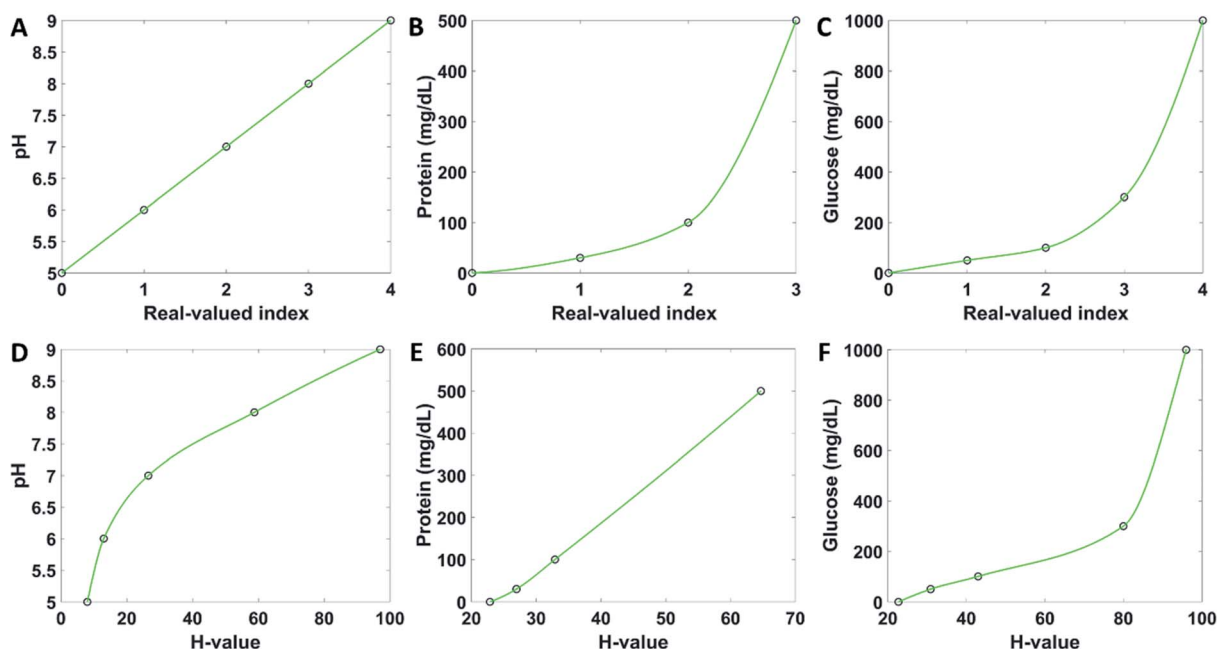 A
pH
9
8.5
8
7.5
7
6.5
6
5.5
5
0 1 2 3 4
Real-valued index
B
Protein (mg/dL)
500
400
300
200
100
0
0 1 2 3
Real-valued index
C
Glucose (mg/dL)
1000
800
600
400
200
0
0 1 2 3 4
Real-valued index
D
pH
9
8.5
8
7.5
7
6.5
6
5.5
5
0 20 40 60 80 100
H-value
E
Protein (mg/dL)
600
500
400
300
200
100
0
20 30 40 50 60 70
H-value
F
Glucose (mg/dL)
1000
800
600
400
200
0
20 40 60 80 100
H-value